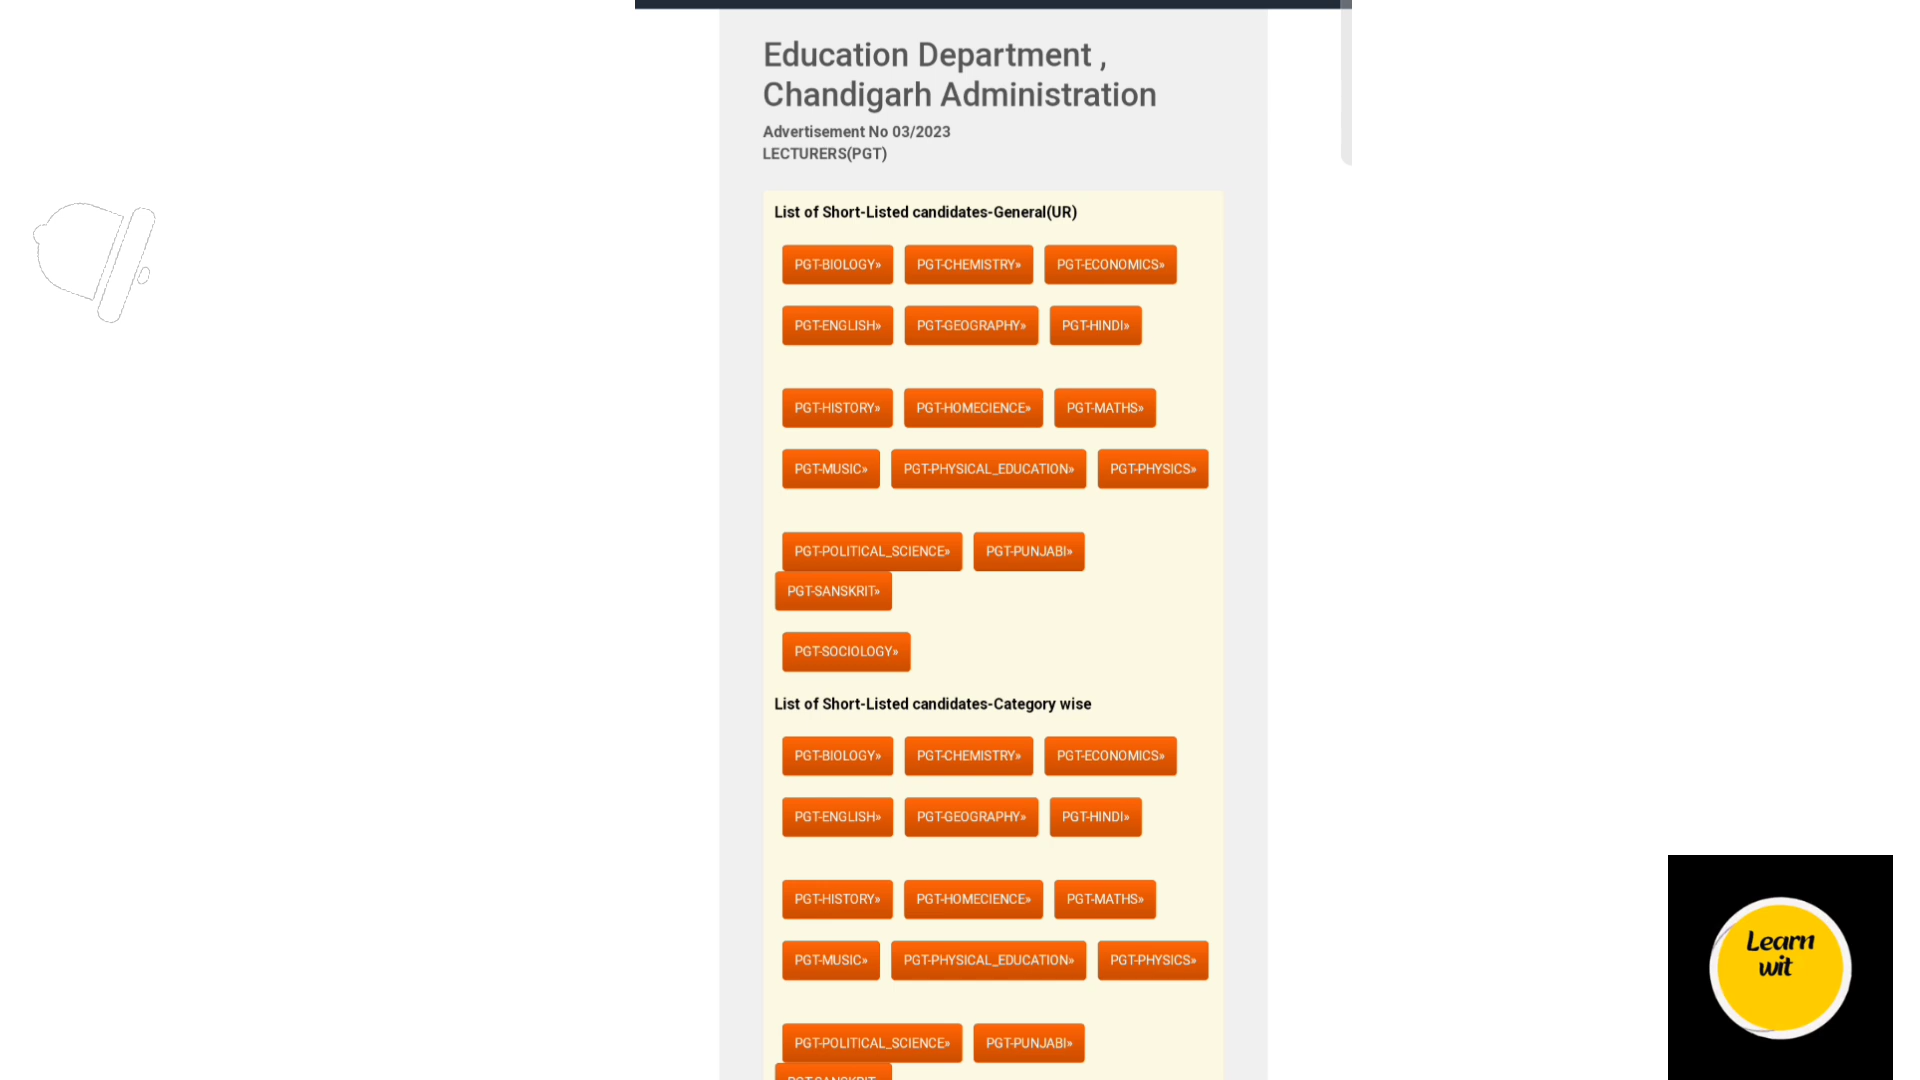 Education Department ,
Chandigarh Administration
Advertisement No 03/2023
LECTURERS(PGT)
List of Short-Listed candidates-General(UR)
PGT-BIOLOGY» PGT-CHEMISTRY» PGT-ECONOMICS»
PGT-ENGLISH» PGT-GEOGRAPHY» PGT-HINDI»
PGT-HISTORY» PGT-HOMECIENCE» PGT-MATHS»
PGT-MUSIC» PGT-PHYSICAL_EDUCATION» PGT-PHYSICS»
PGT-POLITICAL_SCIENCE» PGT-PUNJABI»
PGT-SANSKRIT»
PGT-SOCIOLOGY»
List of Short-Listed candidates-Category wise
PGT-BIOLOGY» PGT-CHEMISTRY» PGT-ECONOMICS»
PGT-ENGLISH» PGT-GEOGRAPHY» PGT-HINDI»
PGT-HISTORY» PGT-HOMECIENCE» PGT-MATHS»
PGT-MUSIC» PGT-PHYSICAL_EDUCATION» PGT-PHYSICS»
PGT-POLITICAL_SCIENCE» PGT-PUNJABI»
Learn
wit